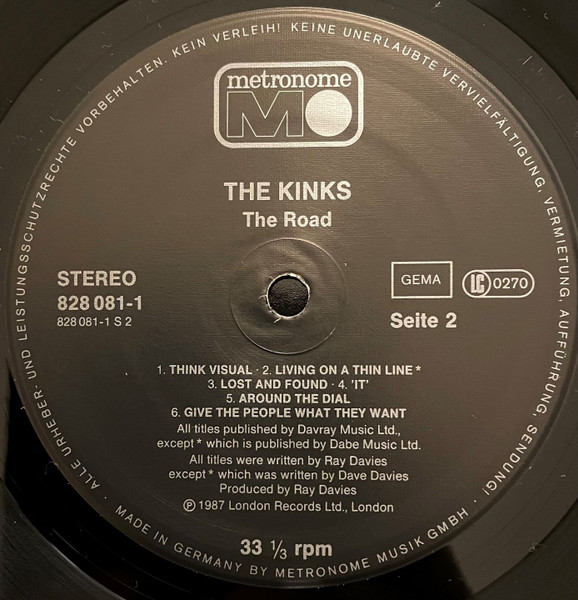 ALLE URHEBER- UND LEISTUNGSSCHUTZRECHTE VORBEHALTEN. KEIN VERLEIH! KEINE UNERLAUBTE VERVIELFÄLTIGUNG, VERMIETUNG, AUFFÜHRUNG, SENDUNG!
metronome
M
THE KINKS
The Road
STEREO
828 081-1
828 081-1 S 2
GEMA
LC 0270
Seite 2
1. THINK VISUAL · 2. LIVING ON A THIN LINE *
3. LOST AND FOUND · 4. 'IT'
5. AROUND THE DIAL
6. GIVE THE PEOPLE WHAT THEY WANT
All titles published by Davray Music Ltd.,
except * which is published by Dabe Music Ltd.
All titles were written by Ray Davies
except * which was written by Dave Davies
Produced by Ray Davies
℗ 1987 London Records Ltd., London
33 ⅓ rpm
· MADE IN GERMANY BY METRONOME MUSIK GMBH ·